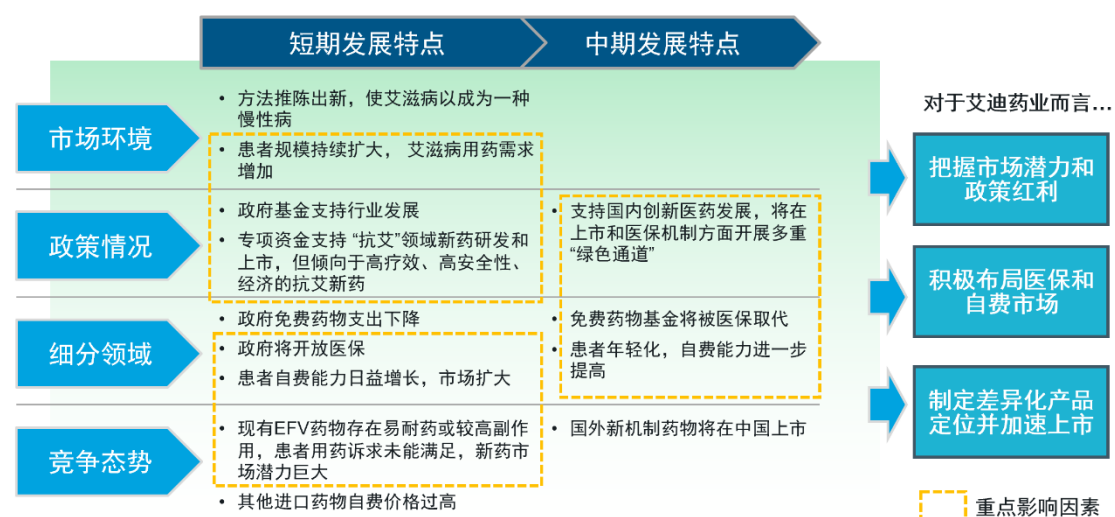 短期发展特点
中期发展特点
市场环境
• 方法推陈出新，使艾滋病以成为一种
慢性病
• 患者规模持续扩大， 艾滋病用药需求
增加
政策情况
• 政府基金支持行业发展
• 专项资金支持 “抗艾”领域新药研发和
上市，但倾向于高疗效、高安全性、
经济的抗艾新药
• 支持国内创新医药发展，将在
上市和医保机制方面开展多重
“绿色通道”
细分领域
• 政府免费药物支出下降
• 政府将开放医保
• 患者自费能力日益增长，市场扩大
• 免费药物基金将被医保取代
• 患者年轻化，自费能力进一步
提高
竞争态势
• 现有EFV药物存在易耐药或较高副作
用，患者用药诉求未能满足，新药市
场潜力巨大
• 其他进口药物自费价格过高
• 国外新机制药物将在中国上市
对于艾迪药业而言...
把握市场潜力和
政策红利
积极布局医保和
自费市场
制定差异化产品
定位并加速上市
重点影响因素